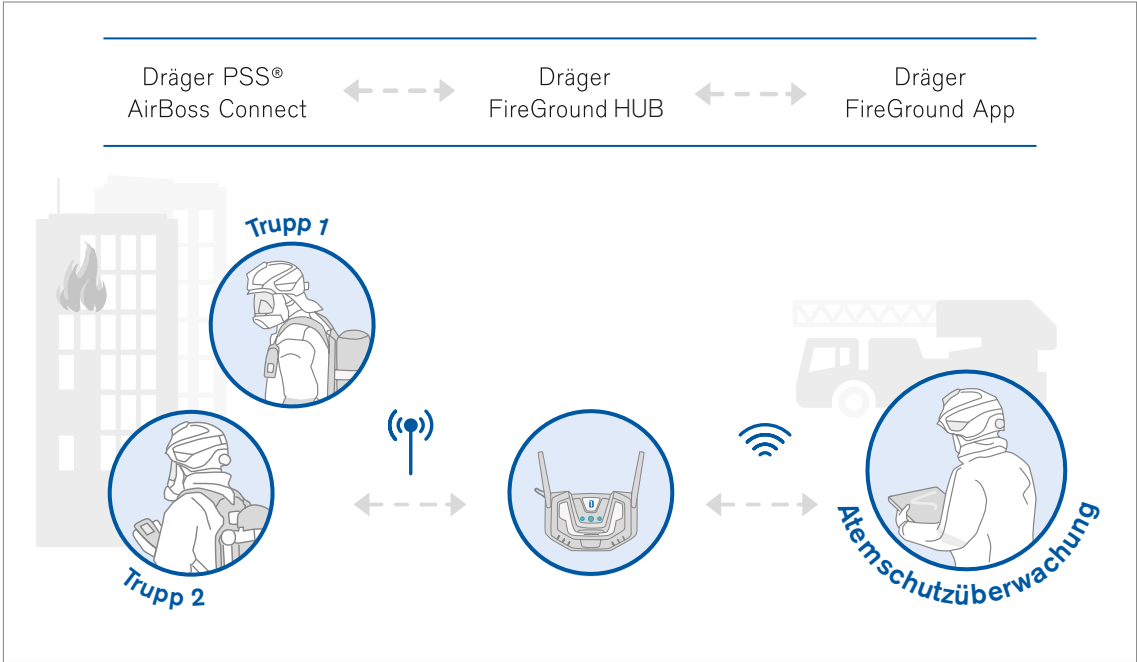 Dräger PSS®
AirBoss Connect
Dräger
FireGround HUB
Dräger
FireGround App
Trupp 1
Trupp 2
Atemschutzüberwachung